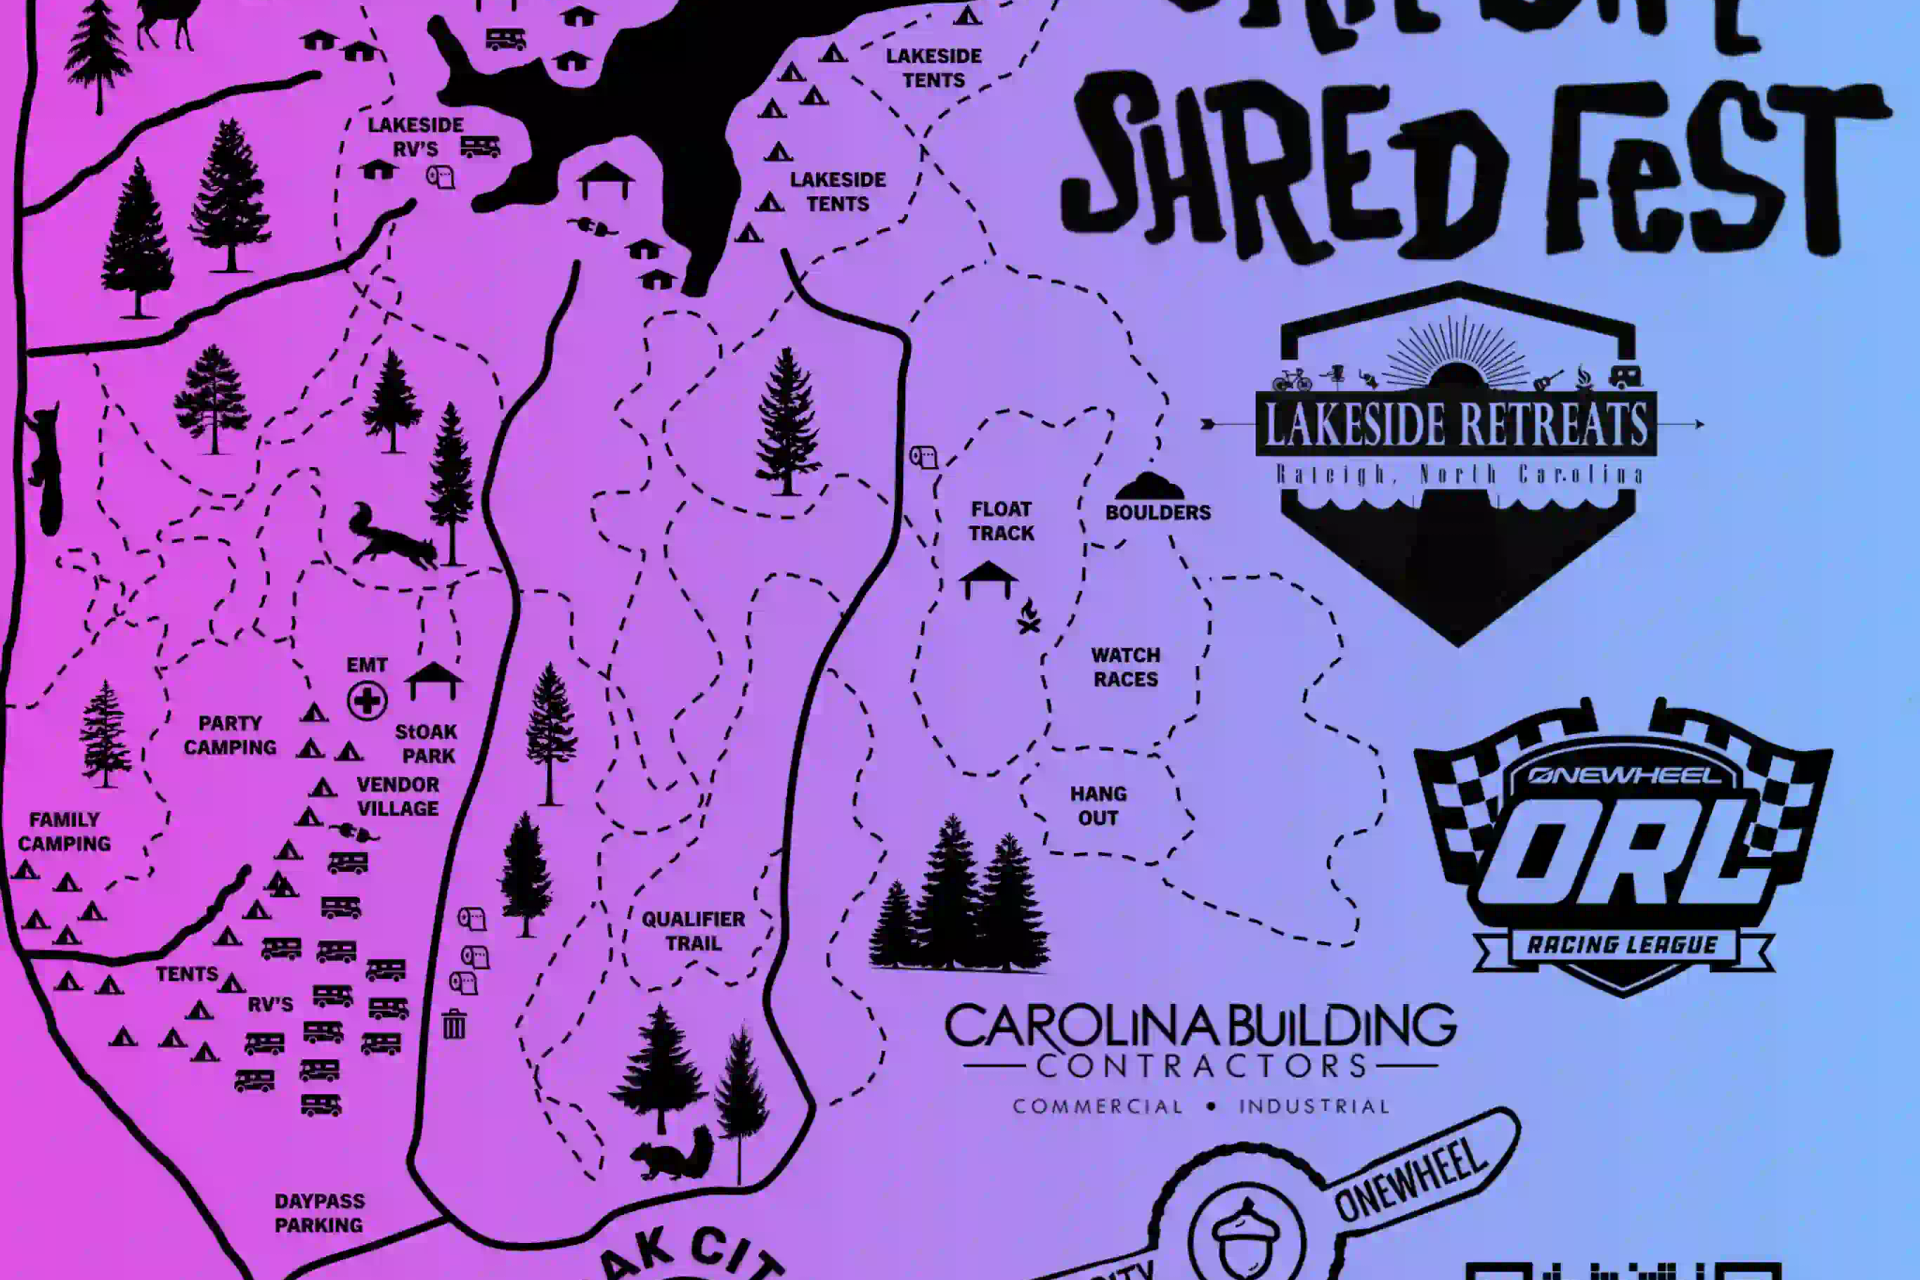 SHRED FeST
LAKESIDE
TENTS
LAKESIDE
RV'S
LAKESIDE
TENTS
LAKESIDE RETREATS
Raleigh, North Carolina
FLOAT
TRACK
BOULDERS
WATCH
RACES
EMT
PARTY
CAMPING
StOAK
PARK
VENDOR
VILLAGE
HANG
OUT
FAMILY
CAMPING
ONEWHEEL
ORL
RACING LEAGUE
QUALIFIER
TRAIL
TENTS
RV'S
CAROLINA BUILDING
CONTRACTORS
COMMERCIAL • INDUSTRIAL
ONEWHEEL
DAYPASS
PARKING